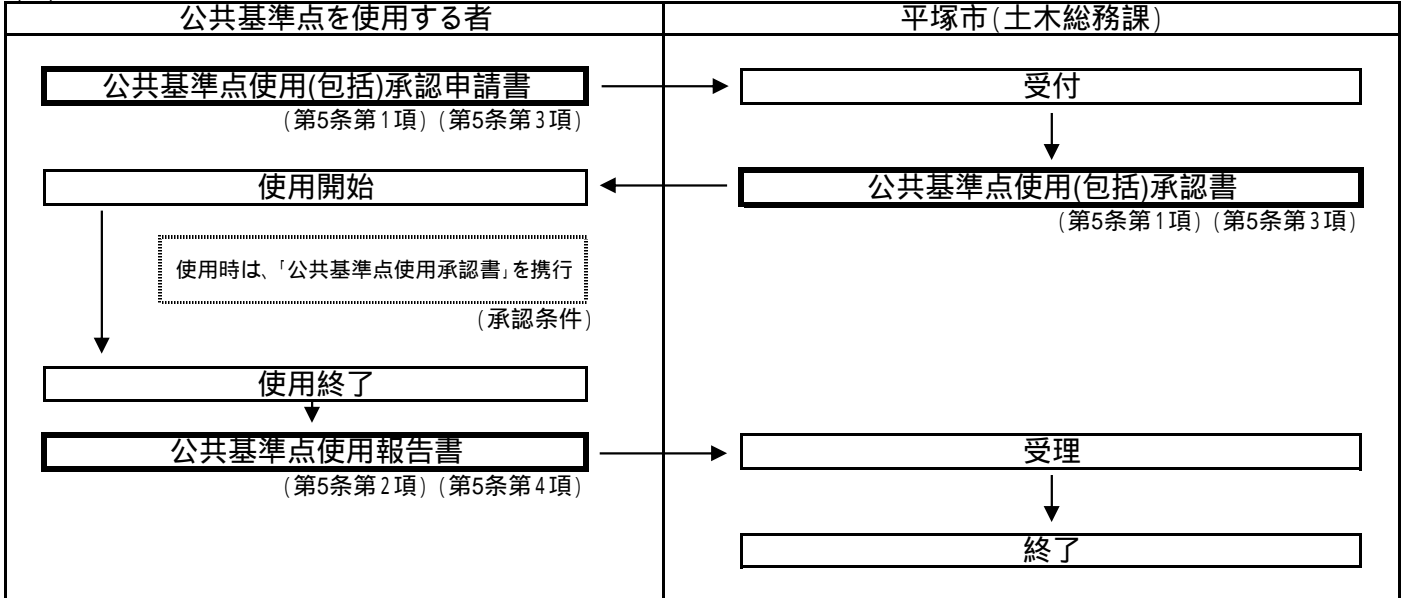 公共基準点を使用する者
平塚市(土木総務課)
公共基準点使用(包括)承認申請書
受付
(第5条第1項)(第5条第3項)
使用開始
公共基準点使用(包括)承認書
(第5条第1項)(第5条第3項)
使用時は、「公共基準点使用承認書」を携行
(承認条件)
使用終了
公共基準点使用報告書
受理
(第5条第2項)(第5条第4項)
終了